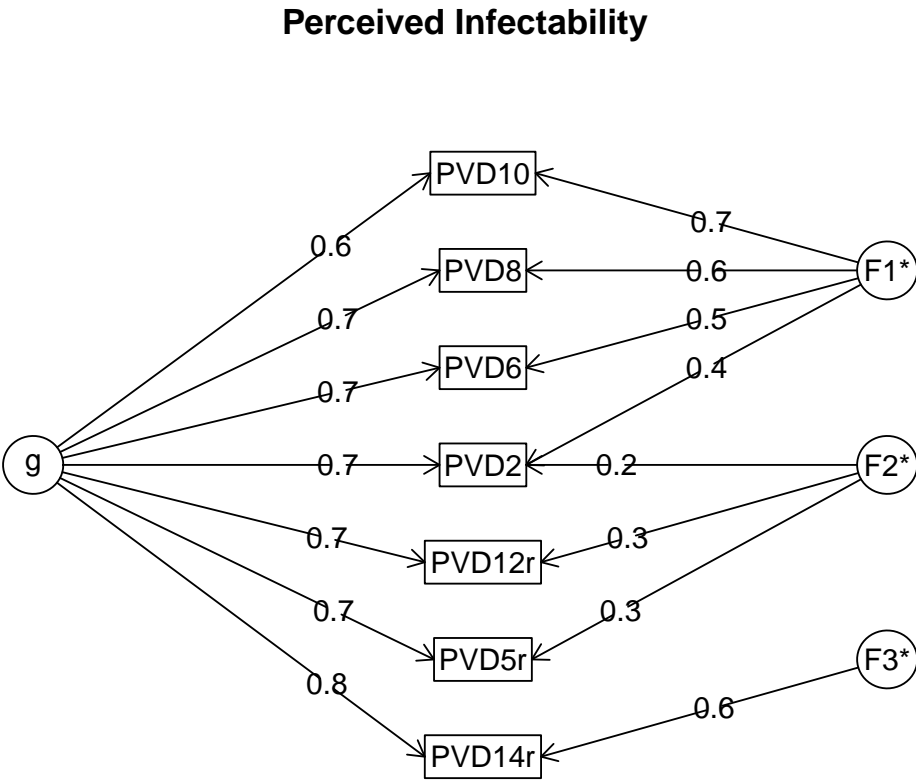 Perceived Infectability
PVD10
0.7
0.6
F1*
PVD8
0.6
0.7
0.5
PVD6
0.4
0.7
g
0.7
PVD2
0.2
F2*
0.7
PVD12r
0.3
0.7
0.3
PVD5r
F3*
0.8
0.6
PVD14r